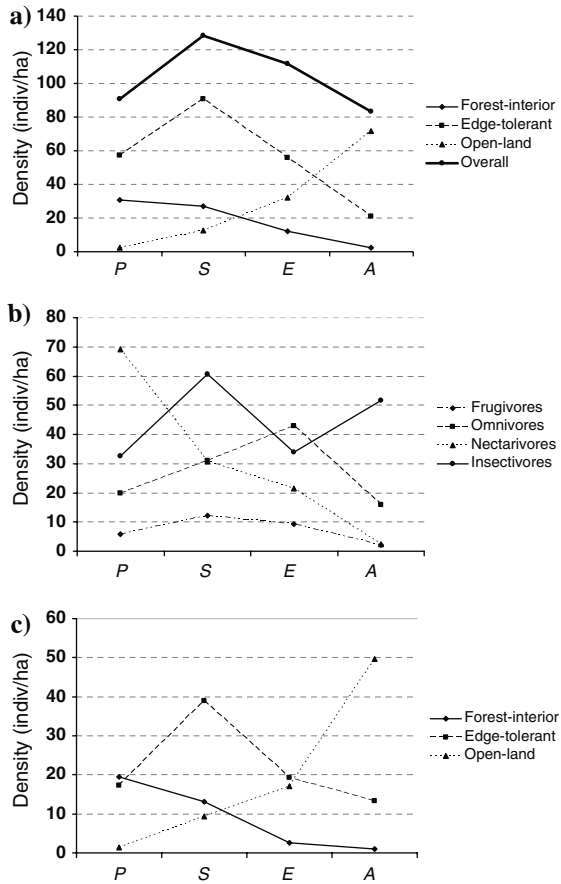 a)
140
120
100
80
60
40
20
0
Density (indiv/ha)
P S E A
Forest-interior
Edge-tolerant
Open-land
Overall
b)
80
70
60
50
40
30
20
10
0
Density (indiv/ha)
P S E A
Frugivores
Omnivores
Nectarivores
Insectivores
c)
60
50
40
30
20
10
0
Density (indiv/ha)
P S E A
Forest-interior
Edge-tolerant
Open-land